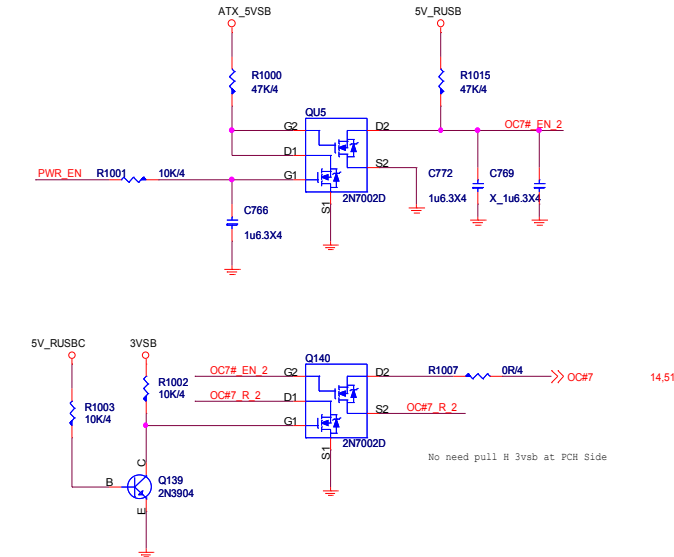 ATX_5VSB
5V_RUSB
R1000
47K/4
R1015
47K/4
QU5
G2
D2
OC7#_EN_2
D1
S2
PWR_EN
R1001
10K/4
G1
C772
C769
2N7002D
1u6.3X4
X_1u6.3X4
S1
C766
1u6.3X4
5V_RUSBC
3VSB
Q140
OC7#_EN_2
G2
D2
R1007
0R/4
OC#7
14,51
R1002
10K/4
OC#7_R_2
D1
R1003
10K/4
S2
OC#7_R_2
G1
2N7002D
S1
No need pull H 3vsb at PCH Side
C
B
Q139
2N3904
E